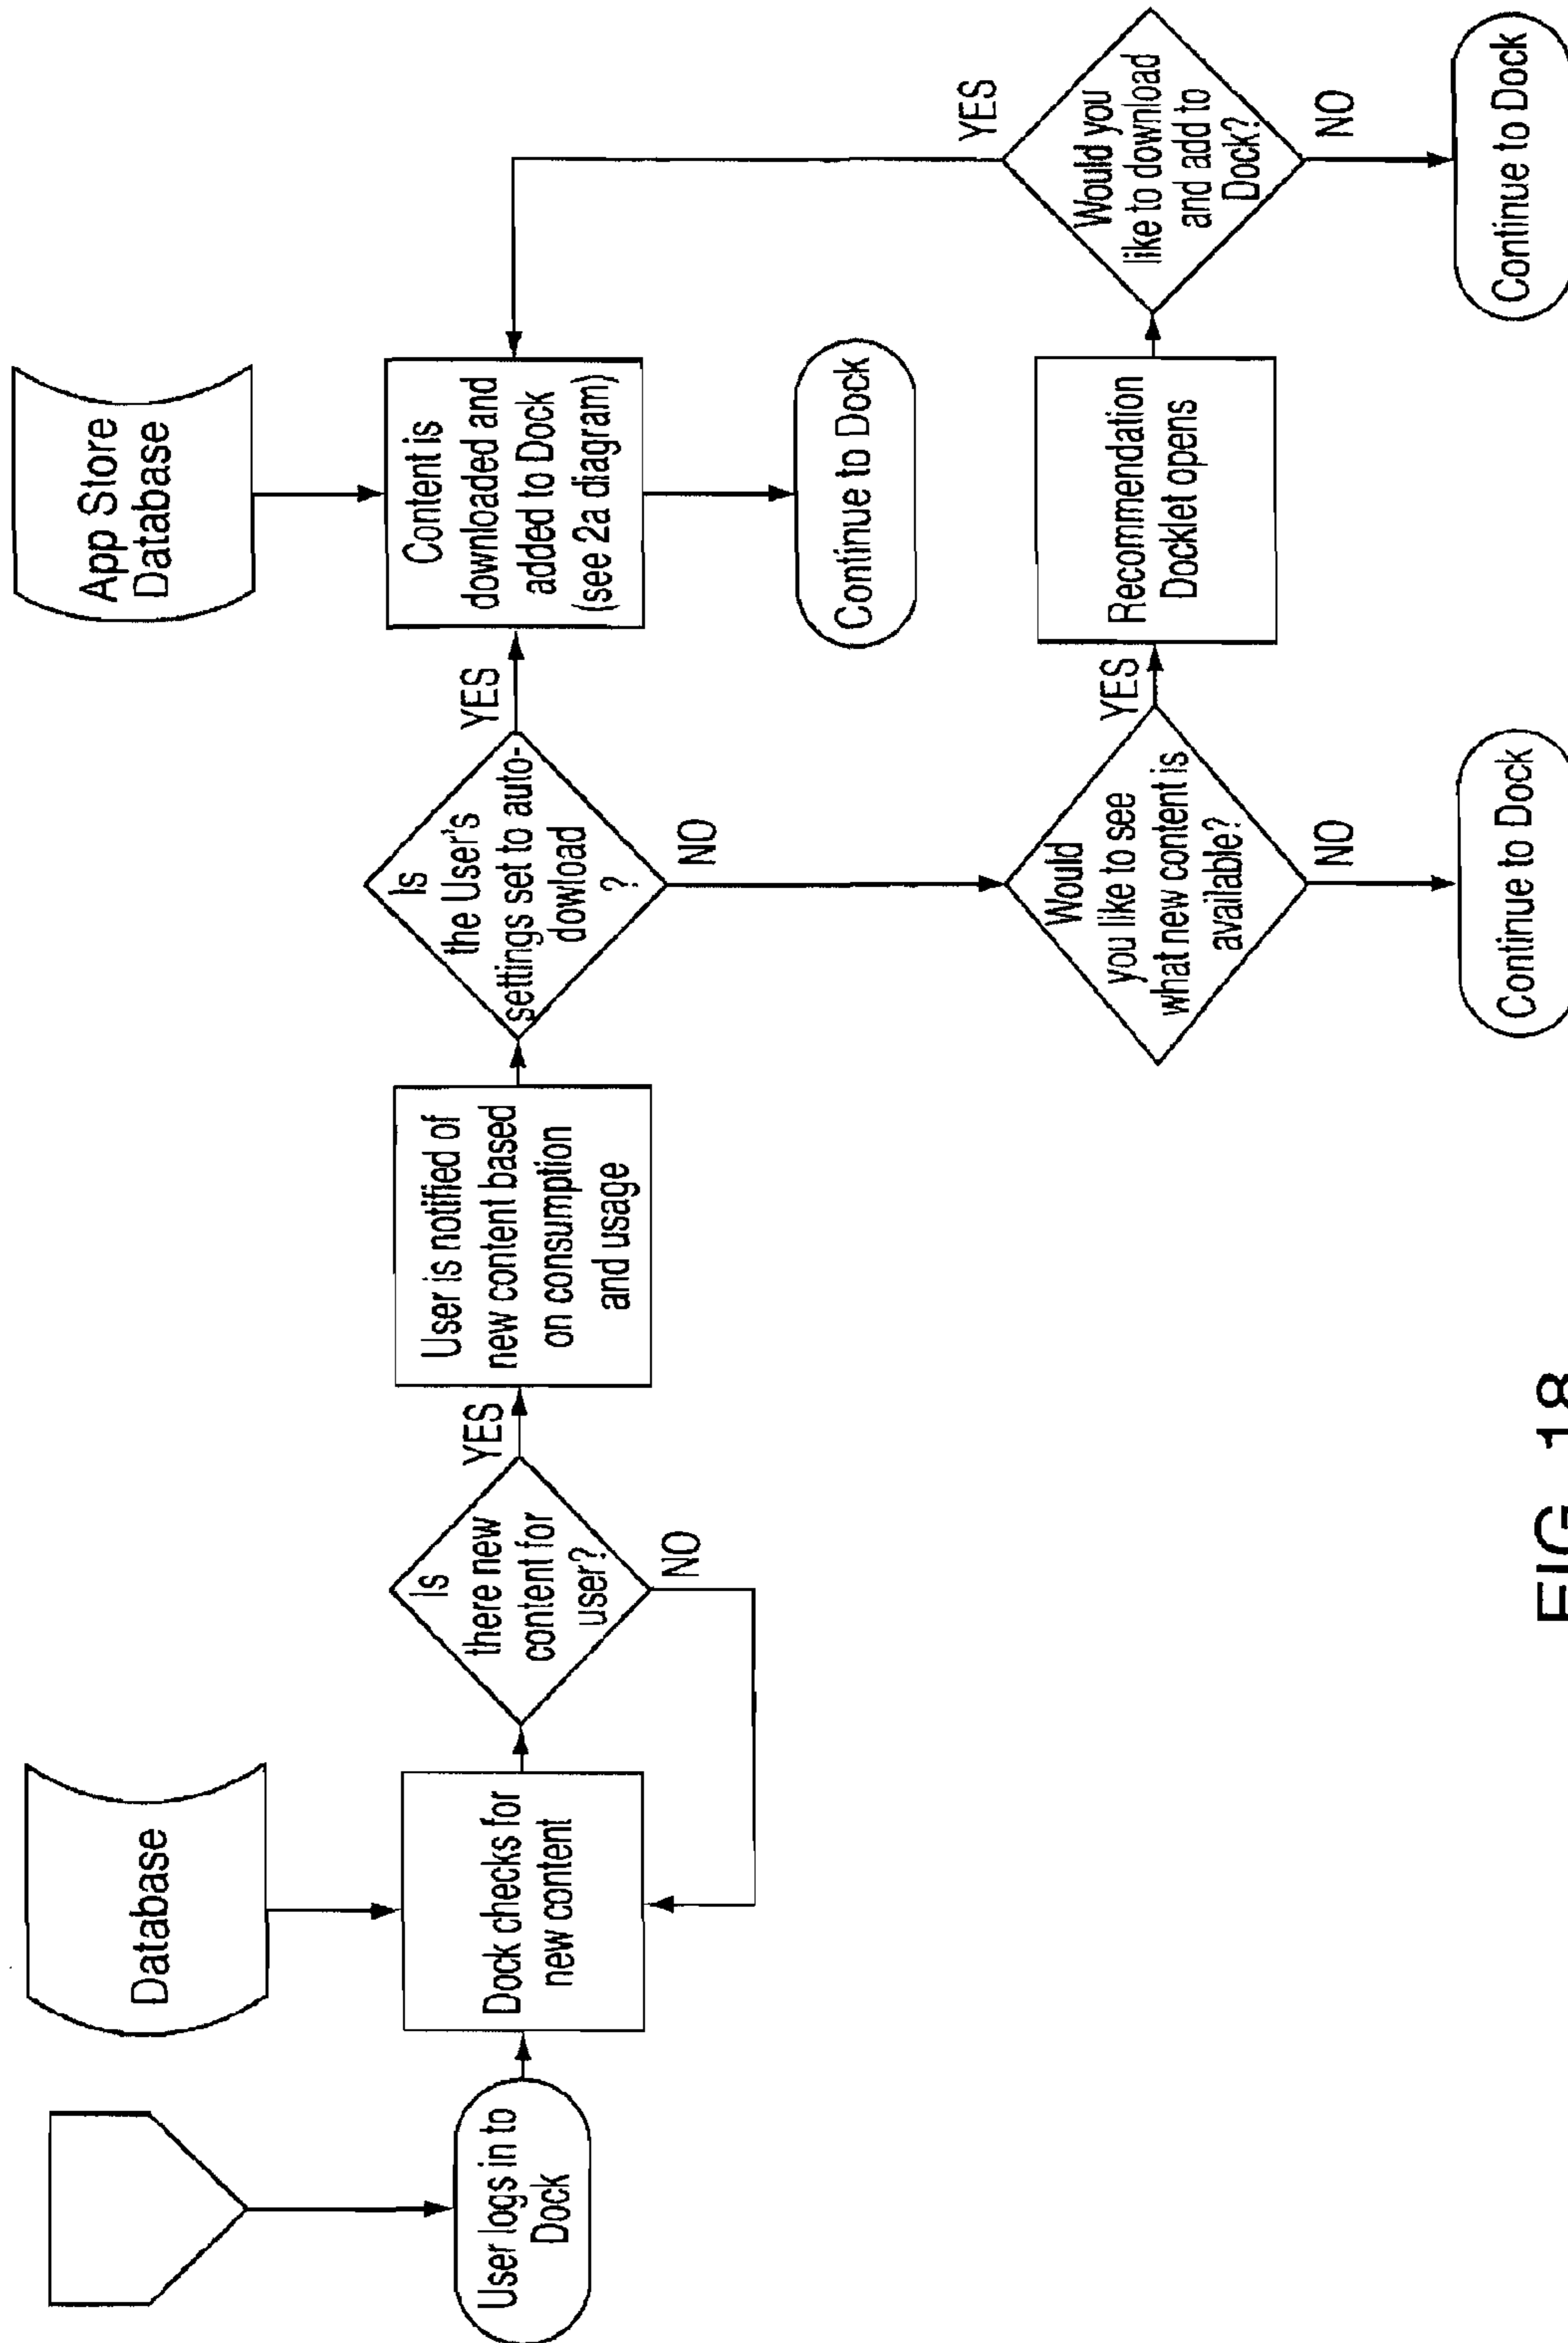 User logs in to
Dock
Database
Dock checks for
new content
Is
there new
content for
user?
YES
NO
User is notified of
new content based
on consumption
and usage
Is
the User's
settings set to auto-
dowload
?
YES
NO
App Store
Database
Content is
downloaded and
added to Dock
(see 2a diagram)
Continue to Dock
Would
you like to see
what new content is
available?
YES
NO
Continue to Dock
Recommendation
Docklet opens
Would you
like to download
and add to
Dock?
YES
NO
Continue to Dock
FIG. 18